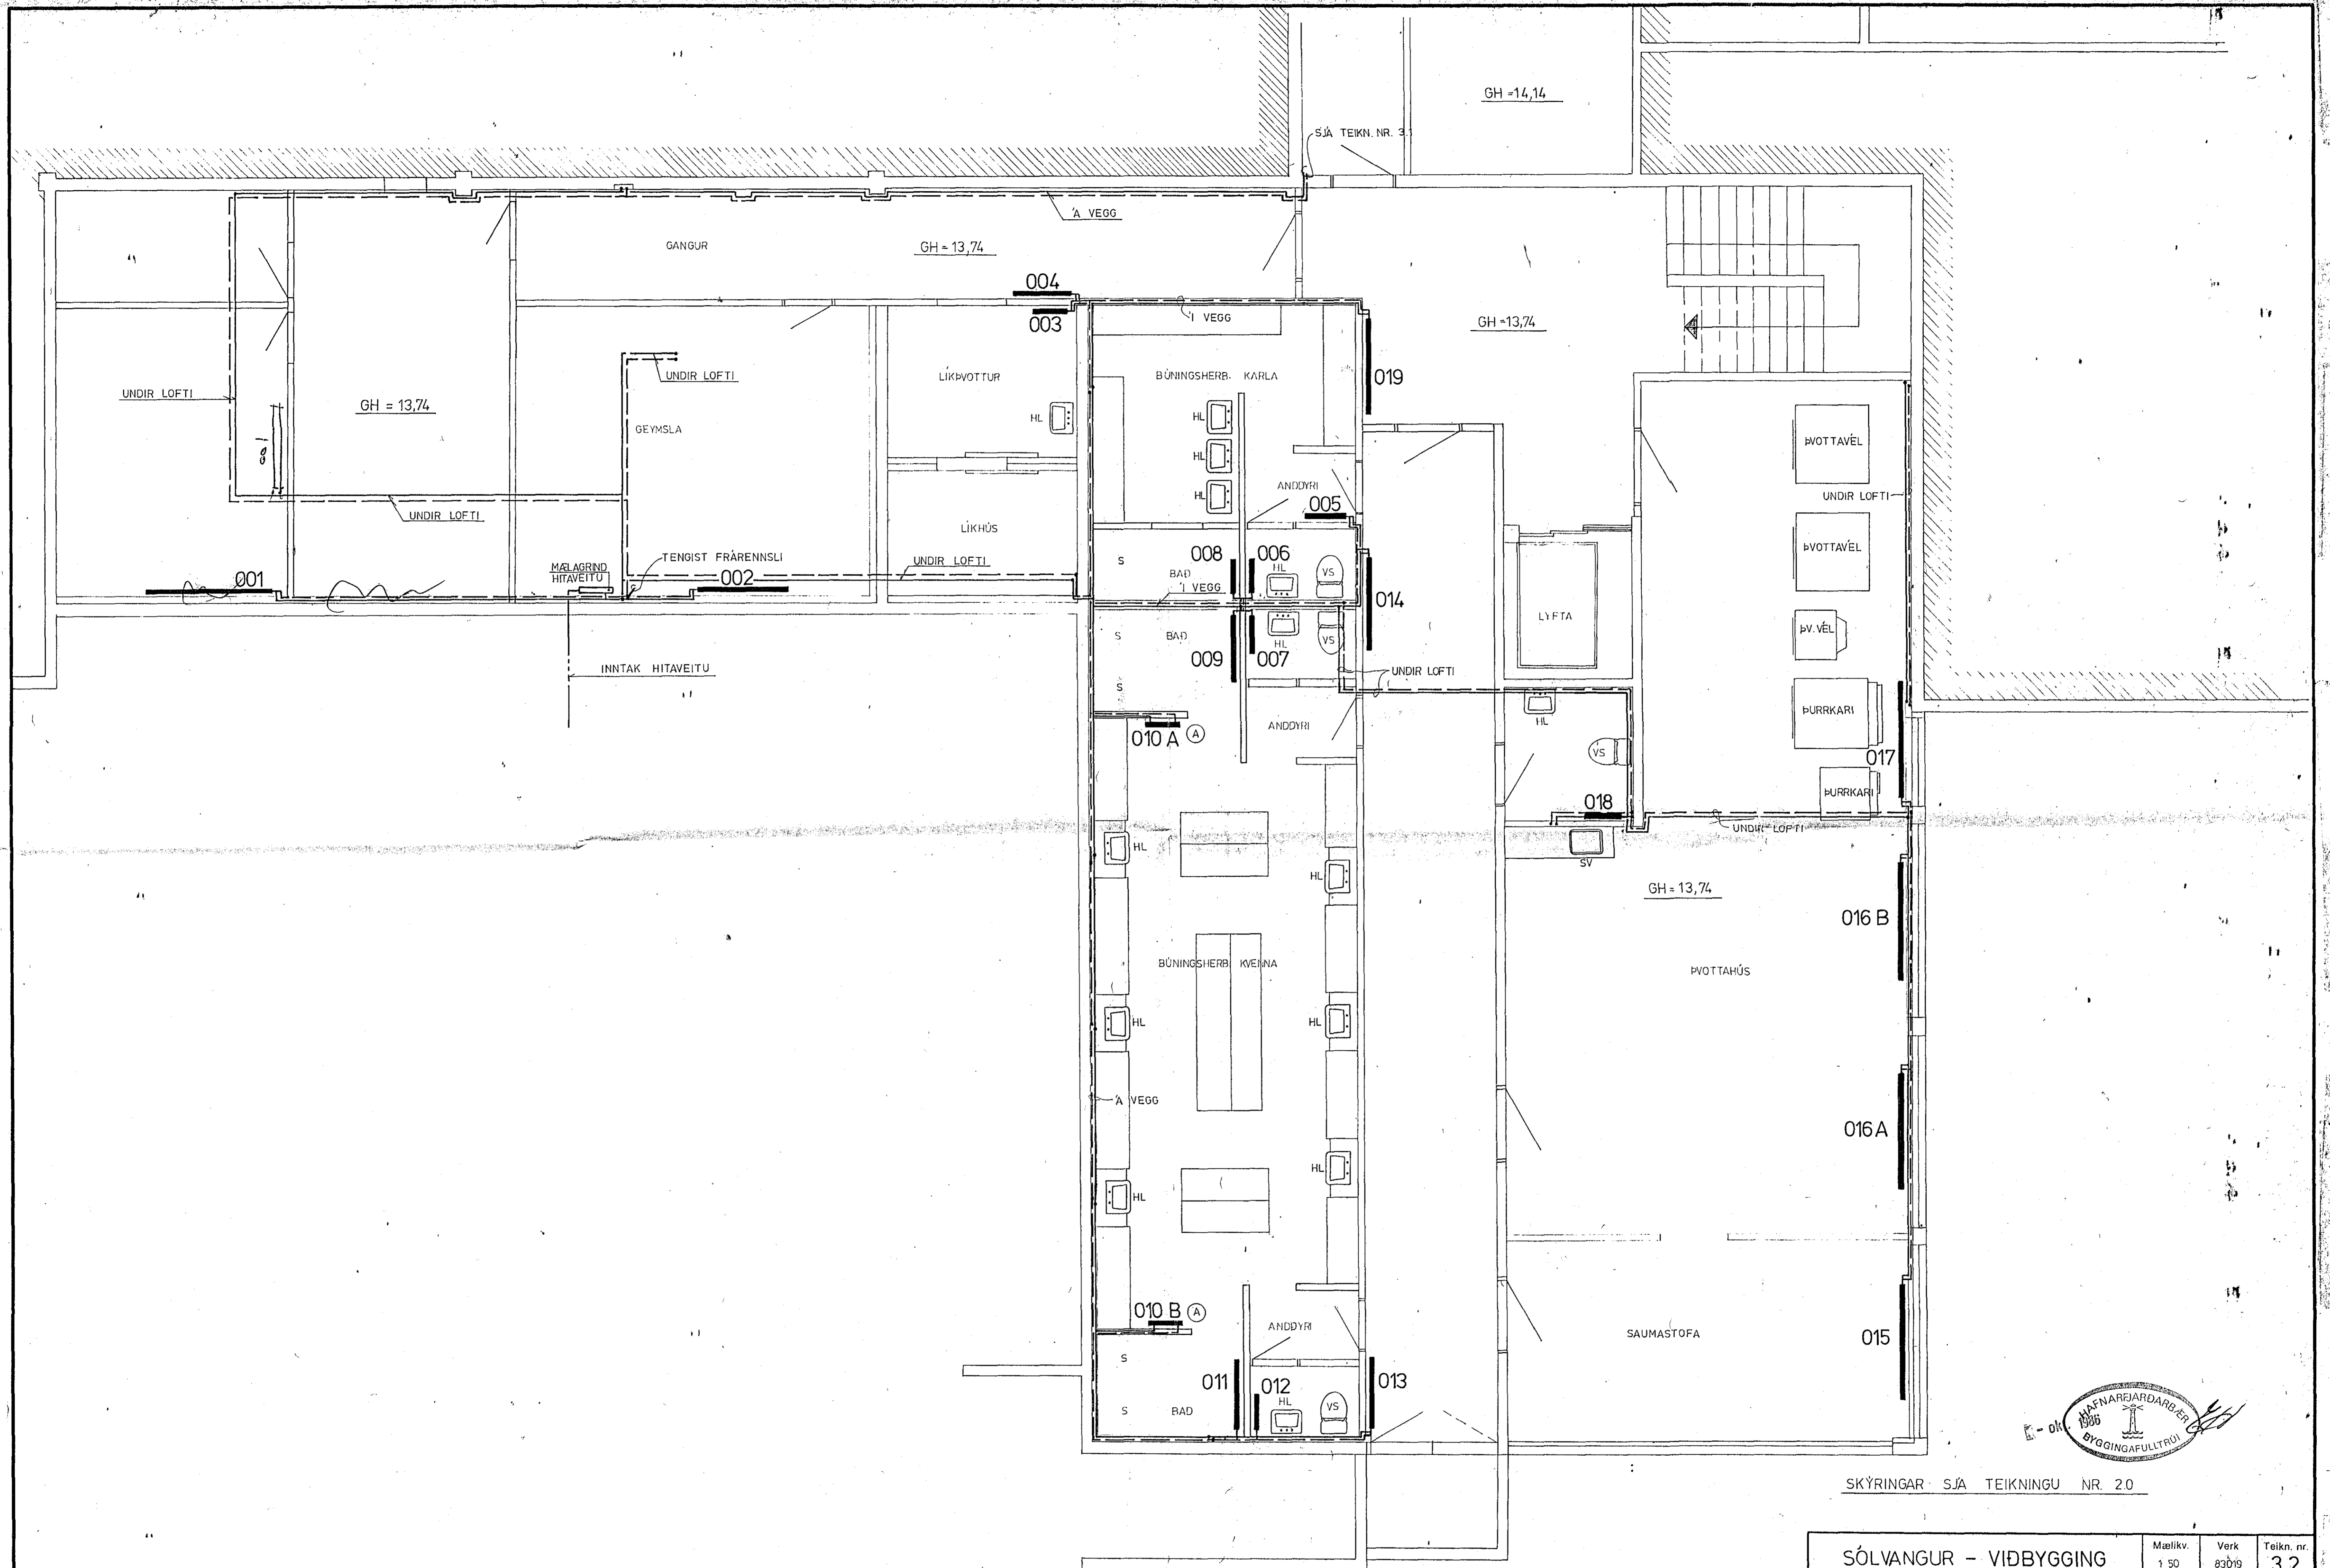 GH =14,14
SJÁ TEIKN. NR. 3.1
Á VEGG
GANGUR
GH = 13,74
004
003
Í VEGG
GH =13,74
UNDIR LOFTI
GH = 13,74
UNDIR LOFTI
GEYMSLA
LÍKÞVOTTUR
HL
BÚNINGSHERB. KARLA
HL
HL
HL
019
ÞVOTTAVÉL
UNDIR LOFTI
ANDDYRI
005
UNDIR LOFTI
LÍKHÚS
ÞVOTTAVÉL
001
MÆLAGRIND
HITAVEITU
TENGIST FRÁRENNSLI
002
UNDIR LOFTI
S
008
006
HL
VS
BAÐ
Í VEGG
014
LYFTA
ÞV.VÉL
S
BAÐ
009
007
HL
VS
UNDIR LOFTI
INNTAK HITAVEITU
S
010 A
A
ANDDYRI
HL
VS
ÞURRKARI
017
ÞURRKARI
018
UNDIR LOFTI
SV
HL
HL
GH = 13,74
016 B
BÚNINGSHERB. KVENNA
ÞVOTTAHÚS
HL
HL
Á VEGG
016 A
HL
HL
010 B
A
ANDDYRI
SAUMASTOFA
015
S
011
012
HL
VS
013
S
BAÐ
HAFNARFJARÐARBÆR
- okt. 1986
BYGGINGAFULLTRÚI
SKÝRINGAR SJÁ TEIKNINGU NR. 2.0
SÓLVANGUR - VIÐBYGGING
Mælikv.
1:50
Verk
83019
Teikn. nr.
3.2